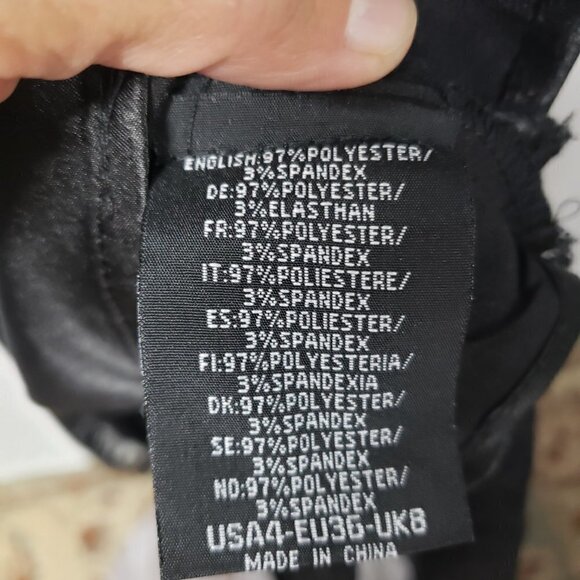 ENGLISH:97%POLYESTER/
3%SPANDEX
DE:97%POLYESTER/
3%ELASTHAN
FR:97%POLYESTER/
3%SPANDEX
IT:97%POLIESTERE/
3%SPANDEX
ES:97%POLIESTER/
3%SPANDEX
FI:97%POLYESTERIA/
3%SPANDEXIA
DK:97%POLYESTER/
3%SPANDEX
SE:97%POLYESTER/
3%SPANDEX
NO:97%POLYESTER/
3%SPANDEX
USA4-EU36-UK8
MADE IN CHINA